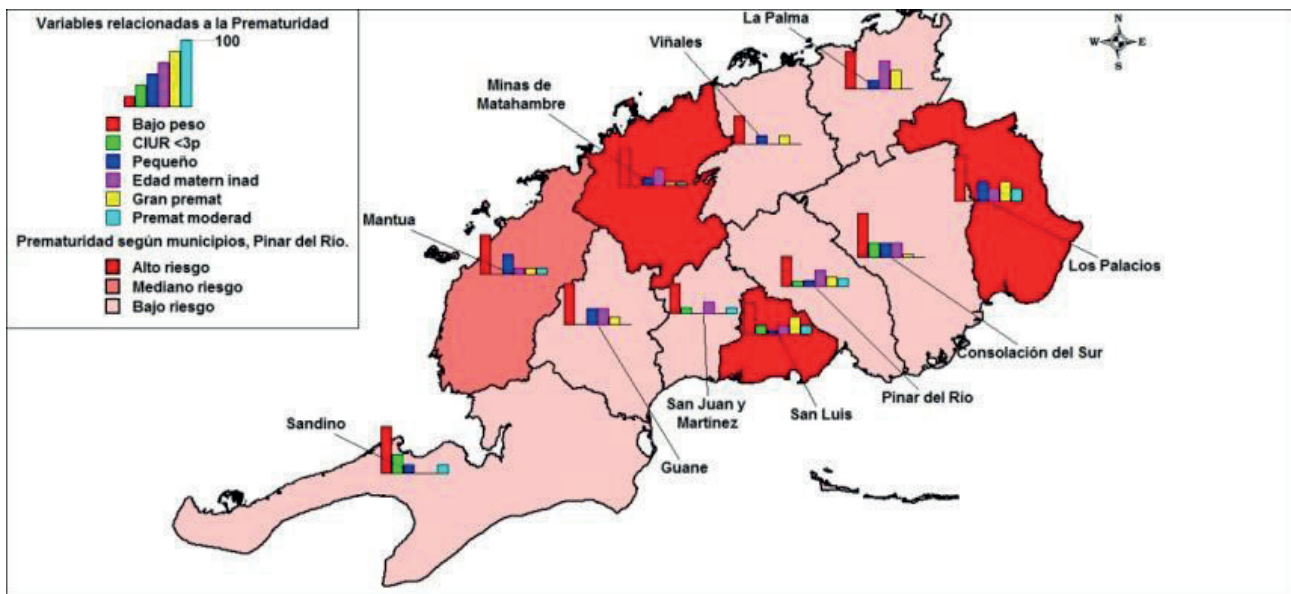 Variables relacionadas a la Prematuridad
100
Bajo peso
CIUR <3p
Pequeño
Edad matern inad
Gran premat
Premat moderad
Prematuridad según municipios, Pinar del Río.
Alto riesgo
Mediano riesgo
Bajo riesgo
La Palma
Viñales
Minas de
Matahambre
Mantua
Los Palacios
Consolación del Sur
Pinar del Río
San Luis
San Juan y
Martinez
Guane
Sandino
N
W
E
S